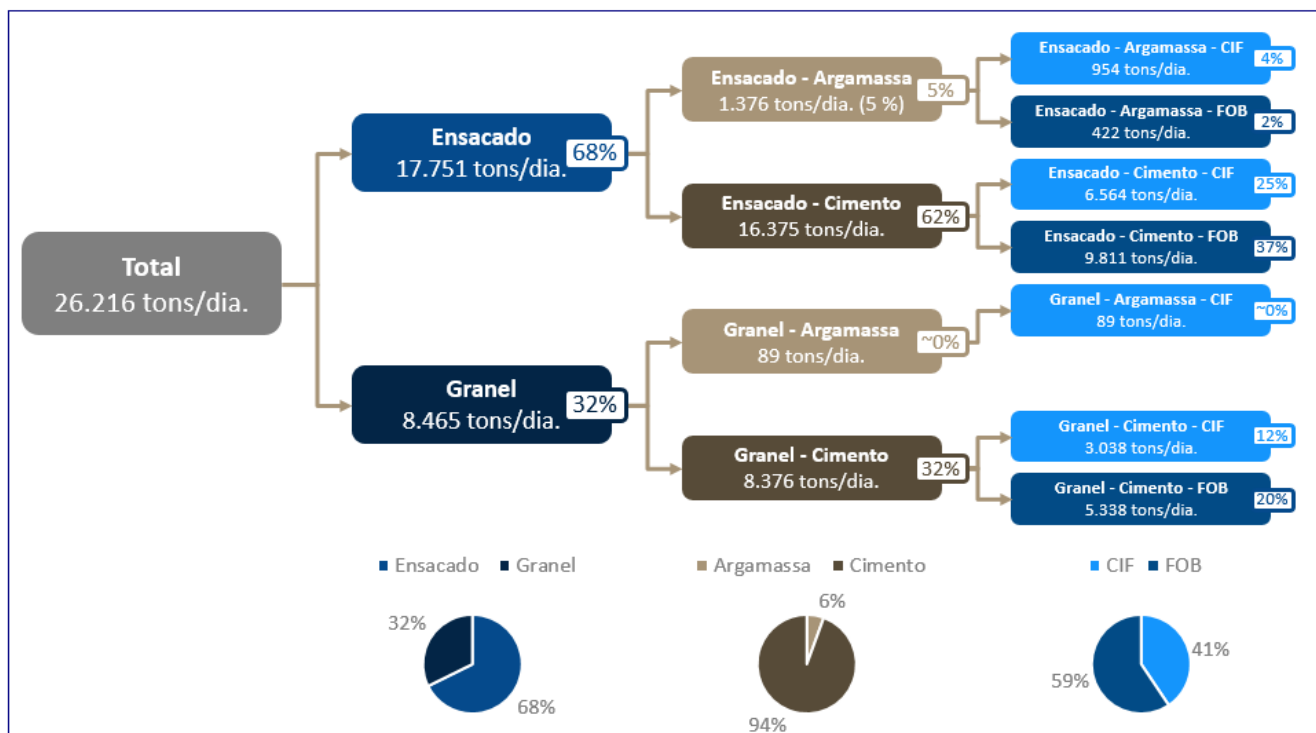 Total
26.216 tons/dia.
Ensacado
17.751 tons/dia.
68%
Granel
8.465 tons/dia.
32%
Ensacado - Argamassa
1.376 tons/dia. (5 %)
5%
Ensacado - Cimento
16.375 tons/dia.
62%
Granel - Argamassa
89 tons/dia.
~0%
Granel - Cimento
8.376 tons/dia.
32%
Ensacado - Argamassa - CIF
954 tons/dia.
4%
Ensacado - Argamassa - FOB
422 tons/dia.
2%
Ensacado - Cimento - CIF
6.564 tons/dia.
25%
Ensacado - Cimento - FOB
9.811 tons/dia.
37%
Granel - Argamassa - CIF
89 tons/dia.
~0%
Granel - Cimento - CIF
3.038 tons/dia.
12%
Granel - Cimento - FOB
5.338 tons/dia.
20%
Ensacado Granel
32%
68%
Argamassa Cimento
6%
94%
CIF FOB
41%
59%